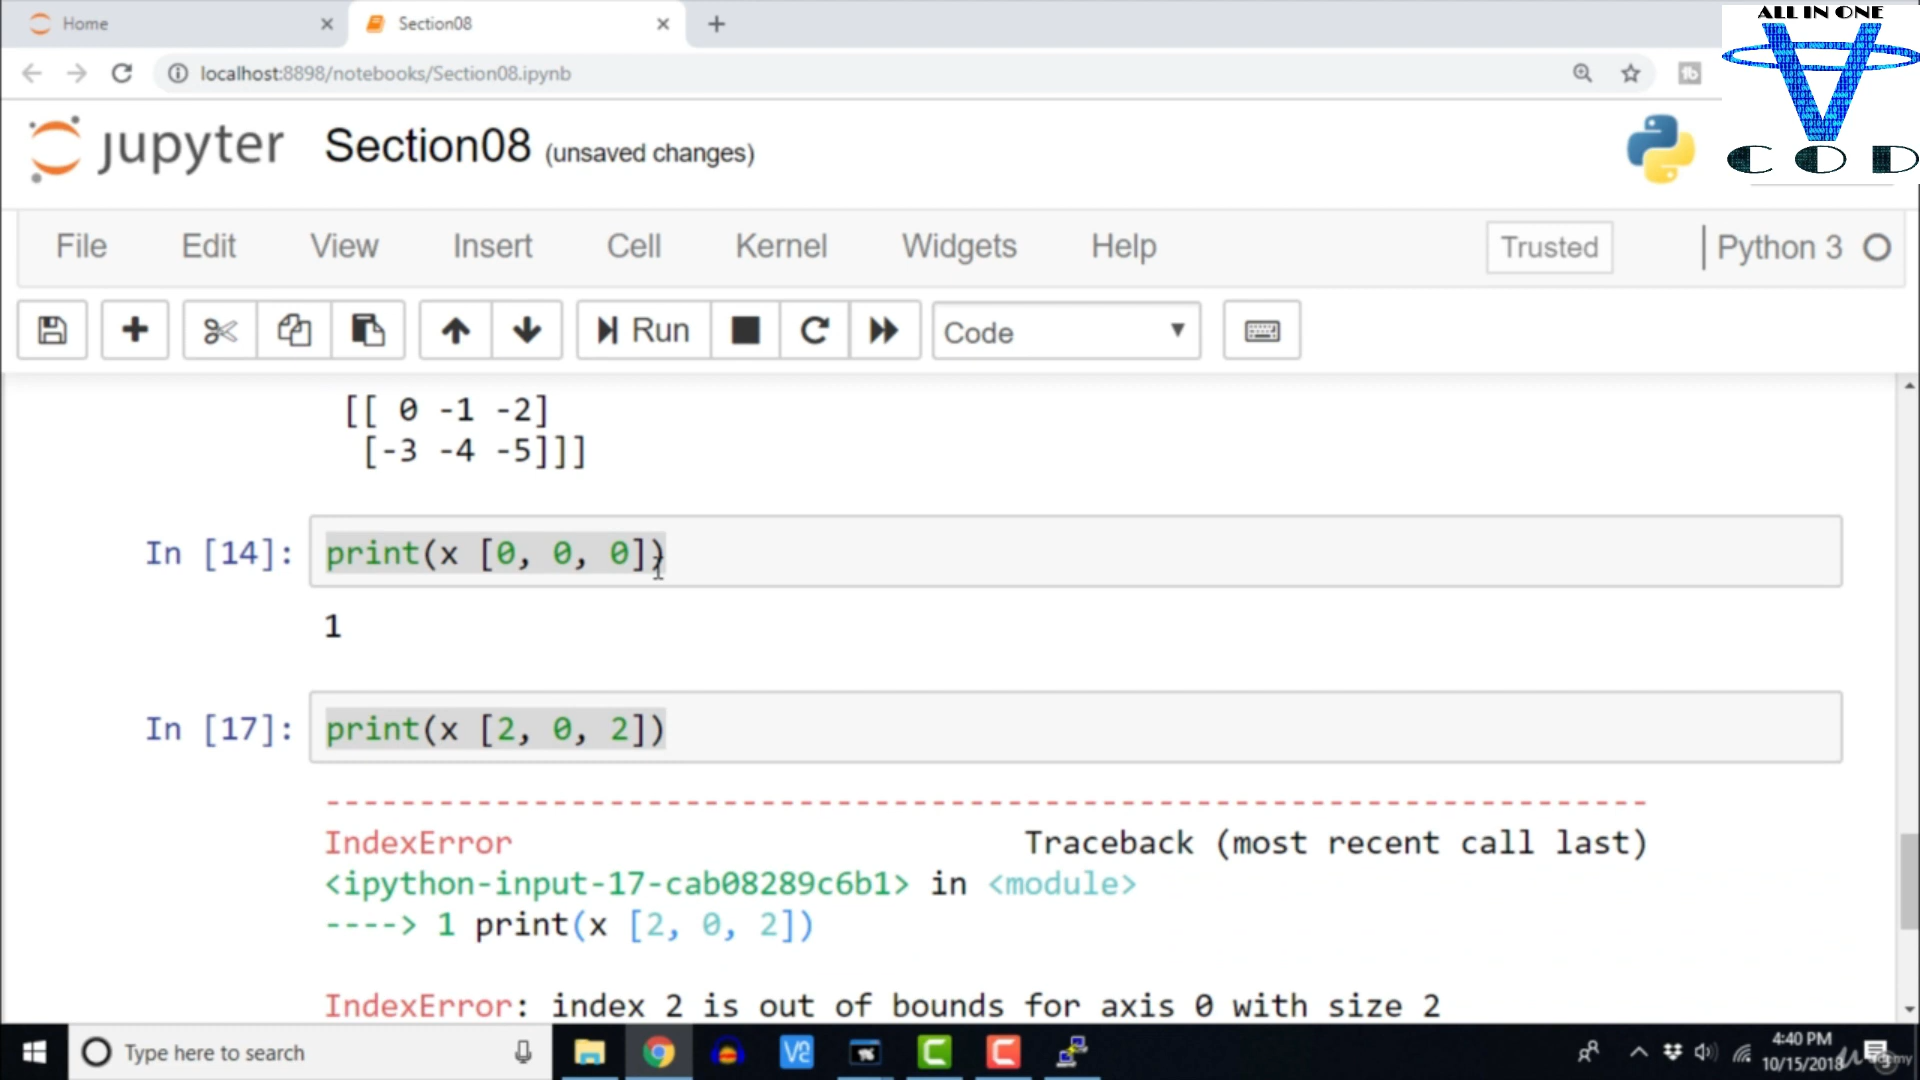 Home
Section08
ALL IN ONE
localhost:8898/notebooks/Section08.ipynb
COD
jupyter Section08 (unsaved changes)
File Edit View Insert Cell Kernel Widgets Help Trusted Python 3
Run Code
[[ 0 -1 -2]
[-3 -4 -5]]]
In [14]: print(x [0, 0, 0])
1
In [17]: print(x [2, 0, 2])
---------------------------------------------------------------------------
IndexError Traceback (most recent call last)
<ipython-input-17-cab08289c6b1> in <module>
----> 1 print(x [2, 0, 2])
IndexError: index 2 is out of bounds for axis 0 with size 2
Type here to search
4:40 PM
10/15/2018